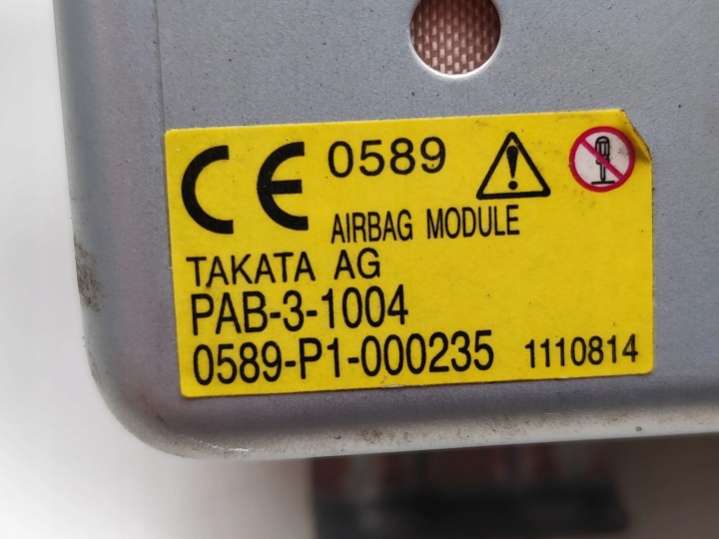 CE 0589
AIRBAG MODULE
TAKATA AG
PAB-3-1004
0589-P1-000235 1110814